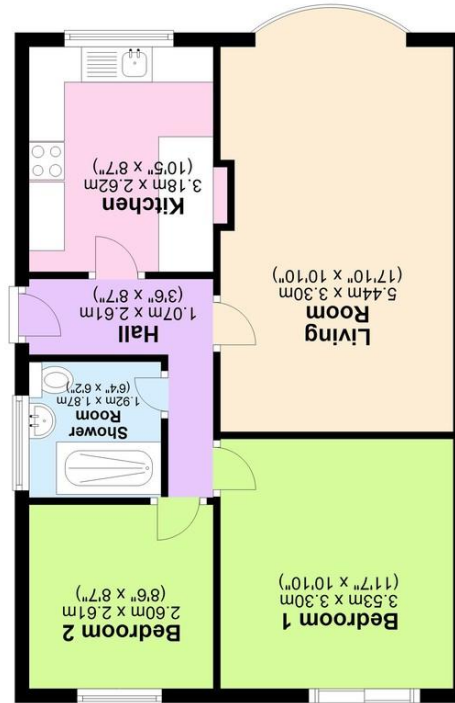 Bedroom 1
3.53m x 3.30m
(11'7" x 10'10")
Bedroom 2
2.60m x 2.61m
(8'6" x 8'7")
Shower
Room
1.92m x 1.87m
(6'4" x 6'2")
Living
Room
5.44m x 3.30m
(17'10" x 10'10")
Hall
1.07m x 2.61m
(3'6" x 8'7")
Kitchen
3.18m x 2.62m
(10'5" x 8'7")